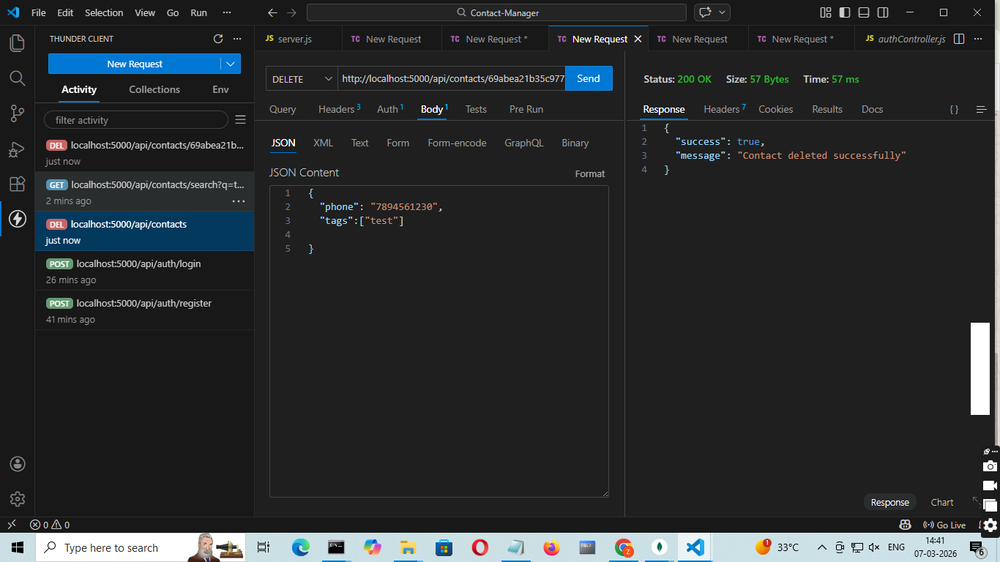 File Edit Selection View Go Run ··· Contact-Manager
THUNDER CLIENT
New Request
Activity Collections Env
filter activity
DEL localhost:5000/api/contacts/69abea21b...
just now
GET localhost:5000/api/contacts/search?q=t...
2 mins ago
DEL localhost:5000/api/contacts
just now
POST localhost:5000/api/auth/login
26 mins ago
POST localhost:5000/api/auth/register
41 mins ago
JS server.js TC New Request TC New Request * TC New Request TC New Request TC New Request * JS authController.js
DELETE http://localhost:5000/api/contacts/69abea21b35c977 Send
Query Headers 3 Auth 1 Body 1 Tests Pre Run
JSON XML Text Form Form-encode GraphQL Binary
JSON Content Format
1 {
2 "phone": "7894561230",
3 "tags":["test"]
4
5 }
Status: 200 OK Size: 57 Bytes Time: 57 ms
Response Headers 7 Cookies Results Docs { }
1 {
2 "success": true,
3 "message": "Contact deleted successfully"
4 }
Response Chart
0 0 Go Live
Type here to search
1 33°C ENG 14:41
07-03-2026 6